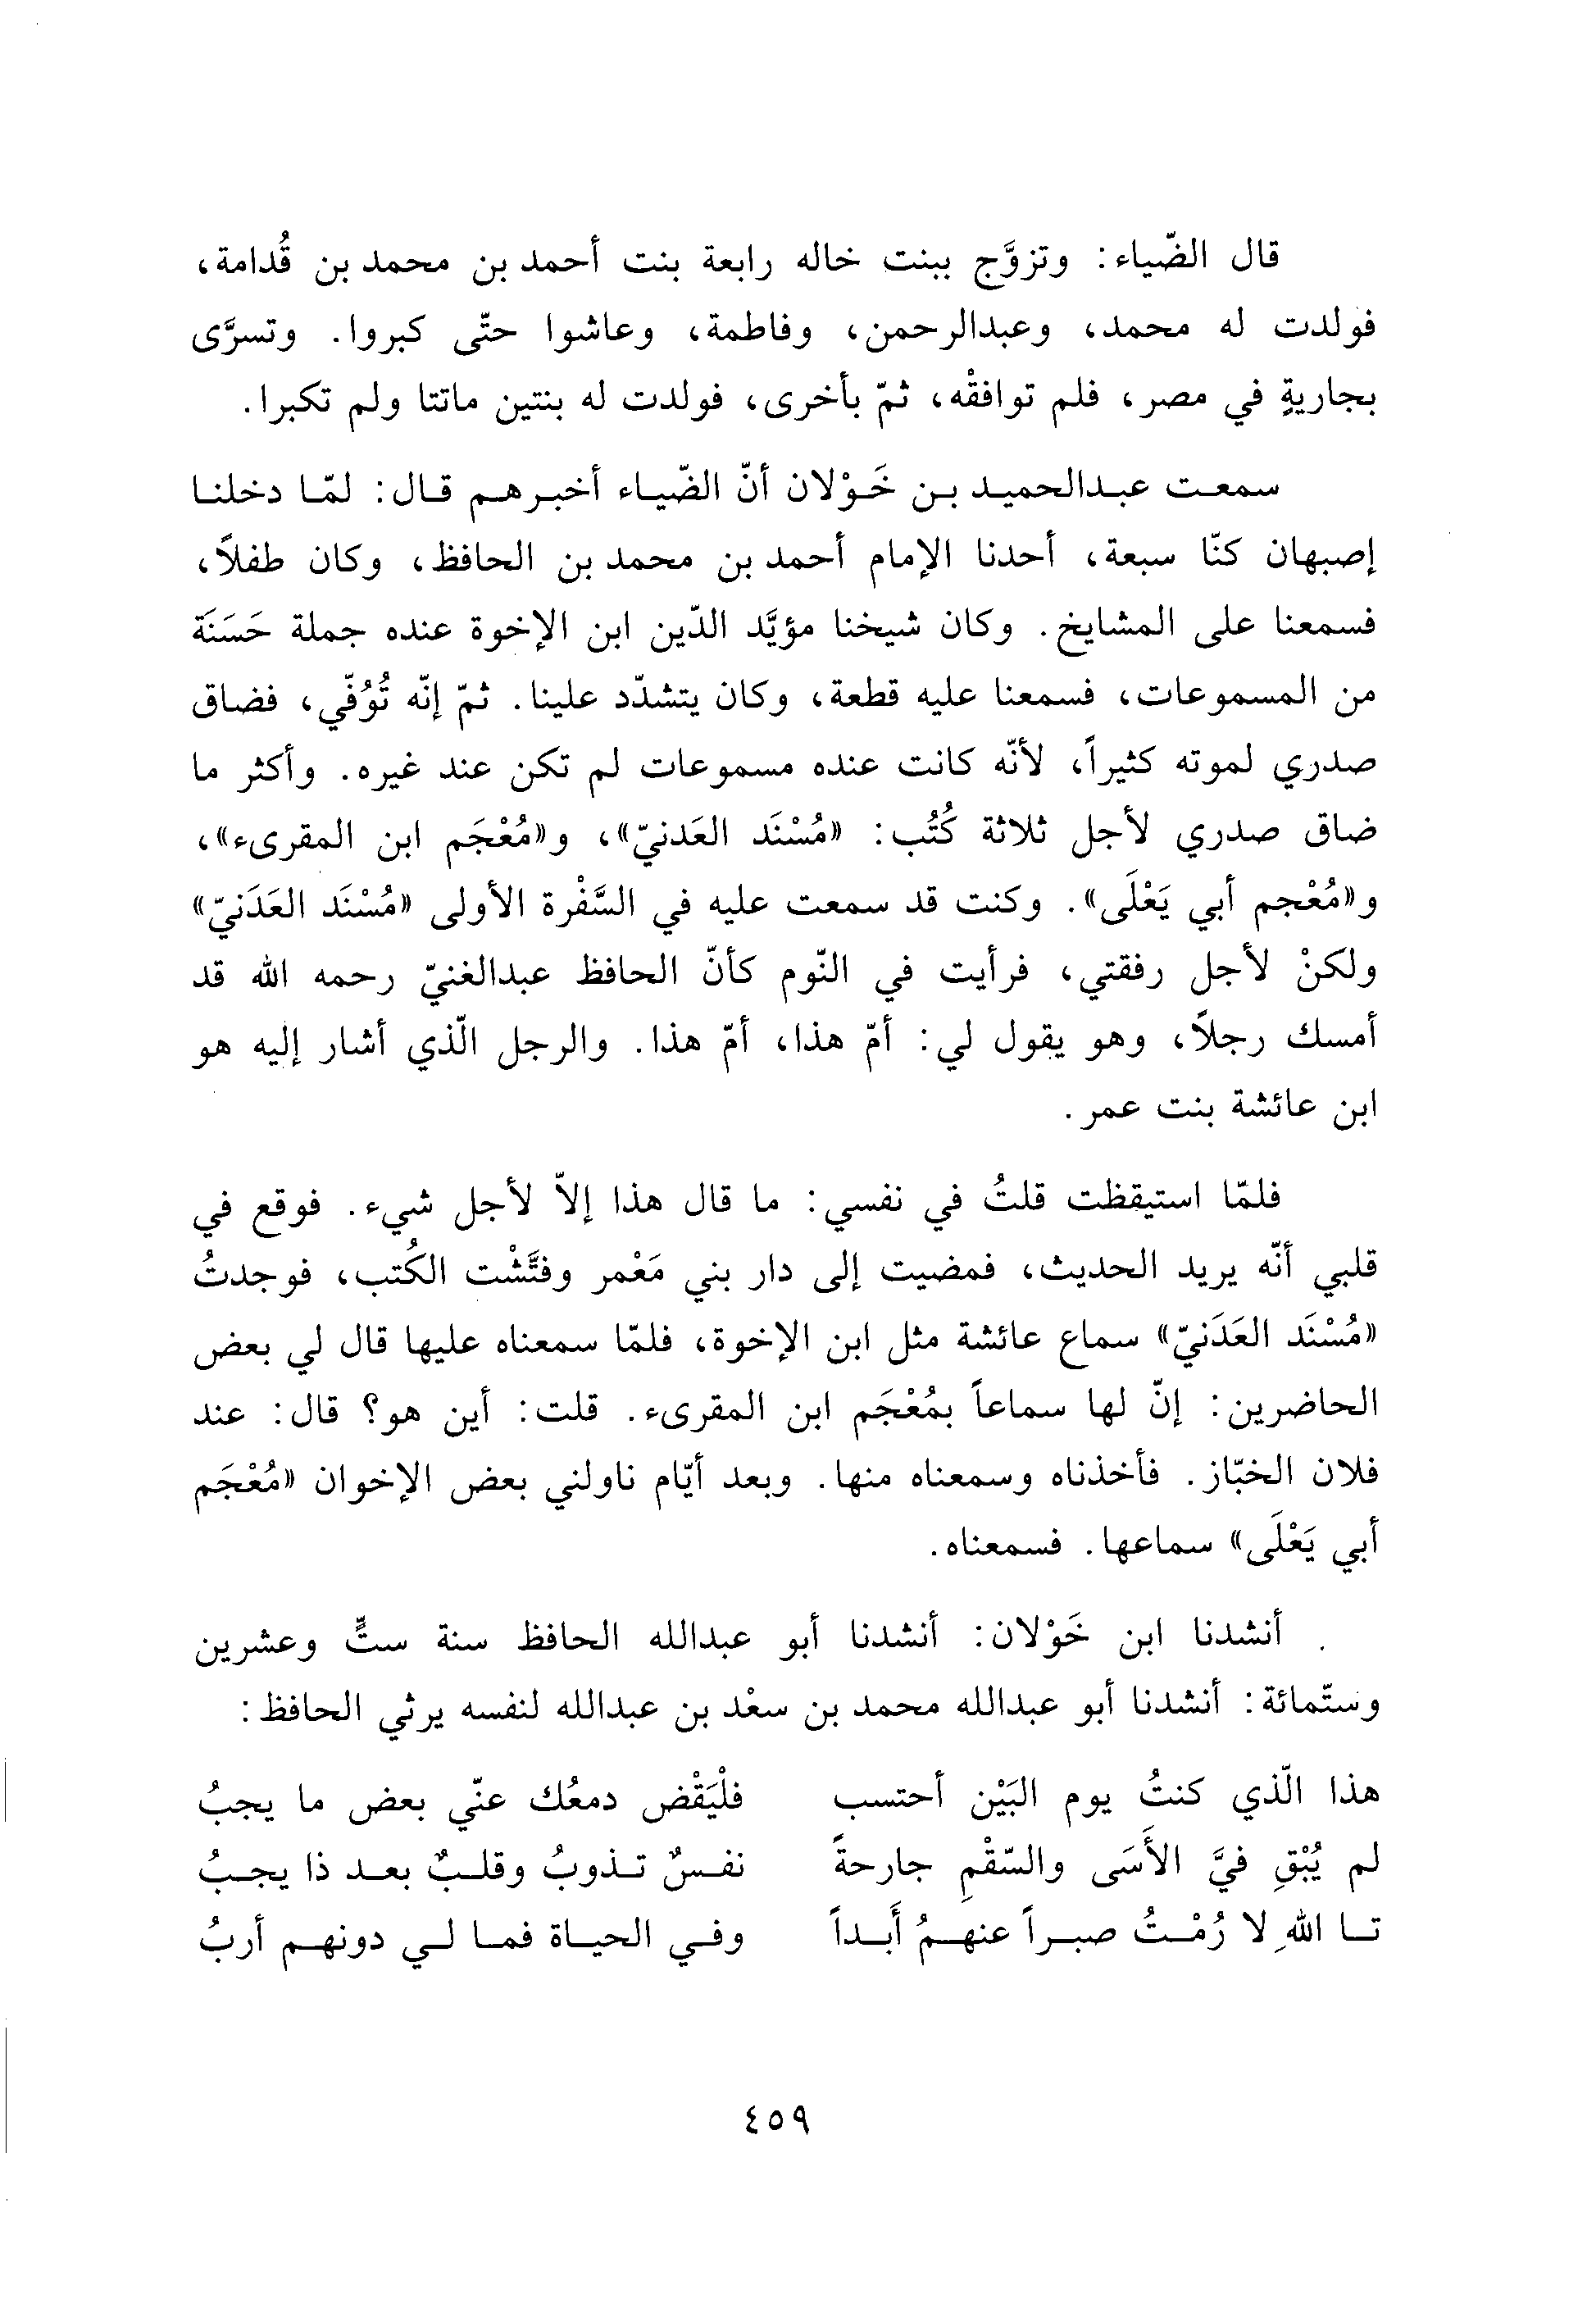 قال الضّياء: وتزوَّج ببنت خاله رابعة بنت أحمد بن محمد بن قُدامة،
فولدت له محمد، وعبدالرحمن، وفاطمة، وعاشوا حتّى كبروا. وتسرَّى
بجاريةٍ في مصر، فلم توافقْه، ثمّ بأخرى، فولدت له بنتين ماتتا ولم تكبرا.
سمعت عبدالحميد بن خَوْلان أنّ الضّياء أخبرهم قال: لمّا دخلنا
إصبهان كنّا سبعة، أحدنا الإمام أحمد بن محمد بن الحافظ، وكان طفلاً،
فسمعنا على المشايخ. وكان شيخنا مؤيَّد الدّين ابن الإخوة عنده جملة حَسَنَة
من المسموعات، فسمعنا عليه قطعة، وكان يتشدّد علينا. ثمّ إنّه تُوُفّي، فضاق
صدري لموته كثيراً، لأنّه كانت عنده مسموعات لم تكن عند غيره. وأكثر ما
ضاق صدري لأجل ثلاثة كُتُب: «مُسْنَد العَدنيّ»، و«مُعْجَم ابن المقرىء»،
و«مُعْجم أبي يَعْلَى». وكنت قد سمعت عليه في السَّفْرة الأولى «مُسْنَد العَدَنيّ»
ولكنْ لأجل رفقتي، فرأيت في النّوم كأنّ الحافظ عبدالغنيّ رحمه الله قد
أمسك رجلاً، وهو يقول لي: أمّ هذا، أمّ هذا. والرجل الّذي أشار إليه هو
ابن عائشة بنت عمر.
فلمّا استيقظت قلتُ في نفسي: ما قال هذا إلاّ لأجل شيء. فوقع في
قلبي أنّه يريد الحديث، فمضيت إلى دار بني مَعْمر وفتَّشْت الكُتب، فوجدتُ
«مُسْنَد العَدَنيّ» سماع عائشة مثل ابن الإخوة، فلمّا سمعناه عليها قال لي بعض
الحاضرين: إنّ لها سماعاً بمُعْجَم ابن المقرىء. قلت: أين هو؟ قال: عند
فلان الخبّاز. فأخذناه وسمعناه منها. وبعد أيّام ناولني بعض الإخوان «مُعْجَم
أبي يَعْلَى» سماعها. فسمعناه.
أنشدنا ابن خَوْلان: أنشدنا أبو عبدالله الحافظ سنة ستٍّ وعشرين
وستّمائة: أنشدنا أبو عبدالله محمد بن سعْد بن عبدالله لنفسه يرثي الحافظ:
هذا الّذي كنتُ يوم البَيْن أحتسب فلْيَقْض دمعُك عنّي بعض ما يجبُ
لم يُبْقِ فيَّ الأَسَى والسّقْمِ جارحةً نفسٌ تذوبُ وقلبٌ بعد ذا يجبُ
تا اللهِ لا رُمْتُ صبراً عنهمُ أَبداً وفي الحياة فما لي دونهم أربُ
٤٥٩